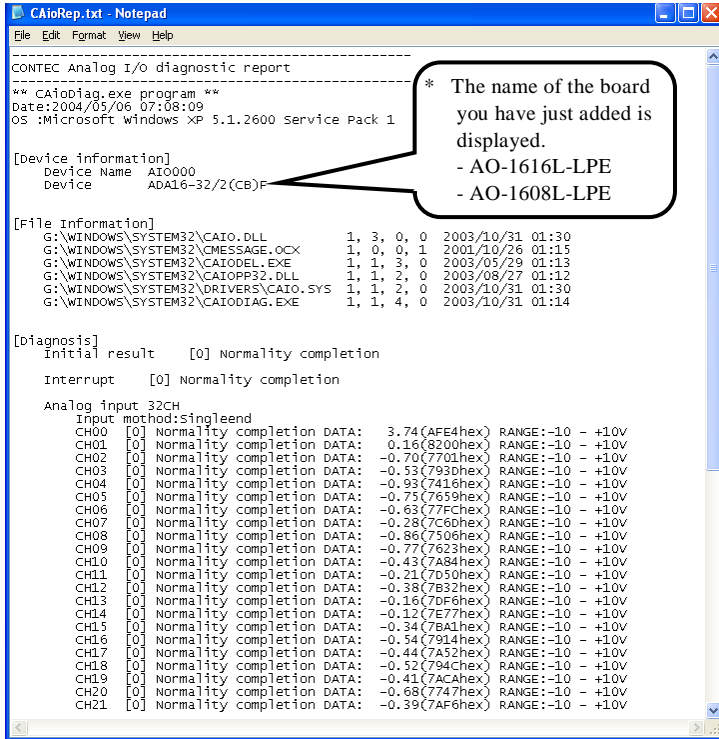 CAioRep.txt - Notepad
File Edit Format View Help
--------------------------------------------------
CONTEC Analog I/O diagnostic report
--------------------------------------------------
** CAioDiag.exe program **
Date:2004/05/06 07:08:09
OS :Microsoft Windows XP 5.1.2600 Service Pack 1
* The name of the board
you have just added is
displayed.
- AO-1616L-LPE
- AO-1608L-LPE
[Device information]
Device Name AIO000
Device ADA16-32/2(CB)F
[File Information]
G:\WINDOWS\SYSTEM32\CAIO.DLL 1, 3, 0, 0 2003/10/31 01:30
G:\WINDOWS\SYSTEM32\CMESSAGE.OCX 1, 0, 0, 1 2001/10/26 01:15
G:\WINDOWS\SYSTEM32\CAIODEL.EXE 1, 1, 3, 0 2003/05/29 01:13
G:\WINDOWS\SYSTEM32\CAIOPP32.DLL 1, 1, 2, 0 2003/08/27 01:12
G:\WINDOWS\SYSTEM32\DRIVERS\CAIO.SYS 1, 1, 2, 0 2003/10/31 01:30
G:\WINDOWS\SYSTEM32\CAIODIAG.EXE 1, 1, 4, 0 2003/10/31 01:14
[Diagnosis]
Initial result [0] Normality completion
Interrupt [0] Normality completion
Analog input 32CH
Input mothod:Singleend
CH00 [0] Normality completion DATA: 3.74(AFE4hex) RANGE:-10 - +10V
CH01 [0] Normality completion DATA: 0.16(8200hex) RANGE:-10 - +10V
CH02 [0] Normality completion DATA: -0.70(7701hex) RANGE:-10 - +10V
CH03 [0] Normality completion DATA: -0.53(793Dhex) RANGE:-10 - +10V
CH04 [0] Normality completion DATA: -0.93(7416hex) RANGE:-10 - +10V
CH05 [0] Normality completion DATA: -0.75(7659hex) RANGE:-10 - +10V
CH06 [0] Normality completion DATA: -0.63(77FChex) RANGE:-10 - +10V
CH07 [0] Normality completion DATA: -0.28(7C6Dhex) RANGE:-10 - +10V
CH08 [0] Normality completion DATA: -0.86(7506hex) RANGE:-10 - +10V
CH09 [0] Normality completion DATA: -0.77(7623hex) RANGE:-10 - +10V
CH10 [0] Normality completion DATA: -0.43(7A84hex) RANGE:-10 - +10V
CH11 [0] Normality completion DATA: -0.21(7D50hex) RANGE:-10 - +10V
CH12 [0] Normality completion DATA: -0.38(7B32hex) RANGE:-10 - +10V
CH13 [0] Normality completion DATA: -0.16(7DF6hex) RANGE:-10 - +10V
CH14 [0] Normality completion DATA: -0.12(7E77hex) RANGE:-10 - +10V
CH15 [0] Normality completion DATA: -0.34(7BA1hex) RANGE:-10 - +10V
CH16 [0] Normality completion DATA: -0.54(7914hex) RANGE:-10 - +10V
CH17 [0] Normality completion DATA: -0.44(7A52hex) RANGE:-10 - +10V
CH18 [0] Normality completion DATA: -0.52(794Chex) RANGE:-10 - +10V
CH19 [0] Normality completion DATA: -0.41(7ACAhex) RANGE:-10 - +10V
CH20 [0] Normality completion DATA: -0.68(7747hex) RANGE:-10 - +10V
CH21 [0] Normality completion DATA: -0.39(7AF6hex) RANGE:-10 - +10V